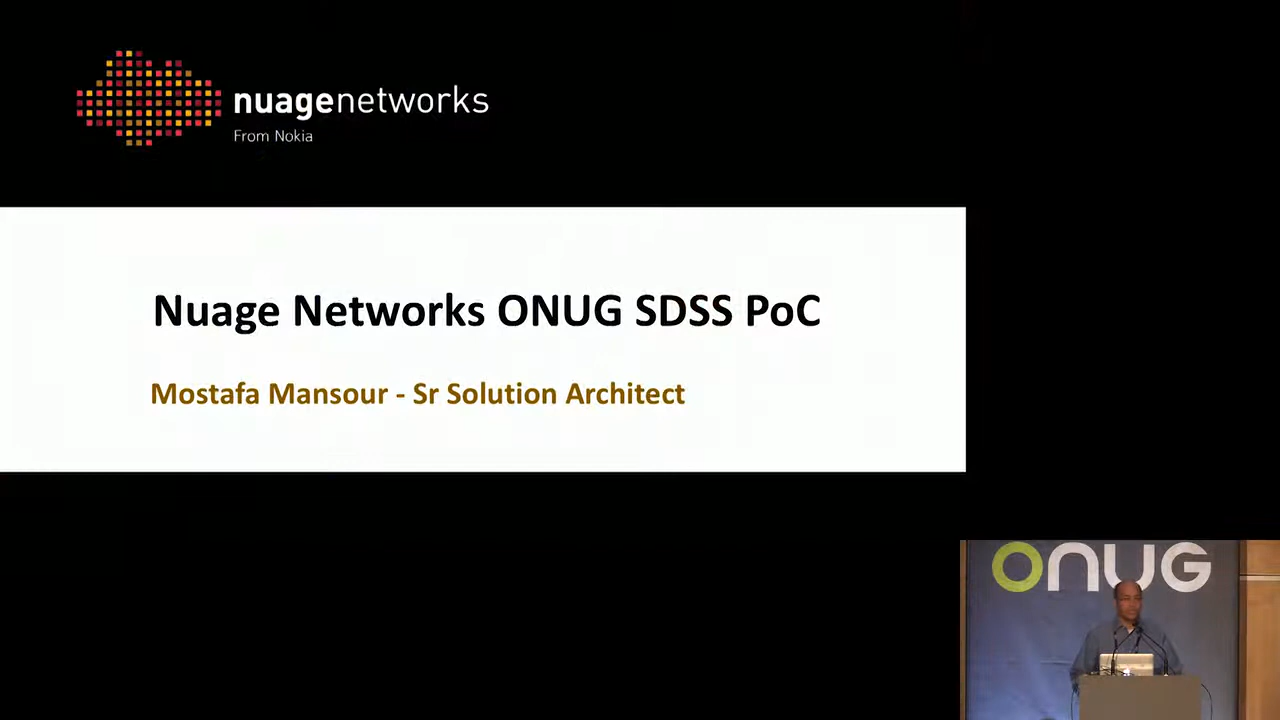 nuagenetworks
From Nokia
Nuage Networks ONUG SDSS PoC
Mostafa Mansour - Sr Solution Architect
ONUG